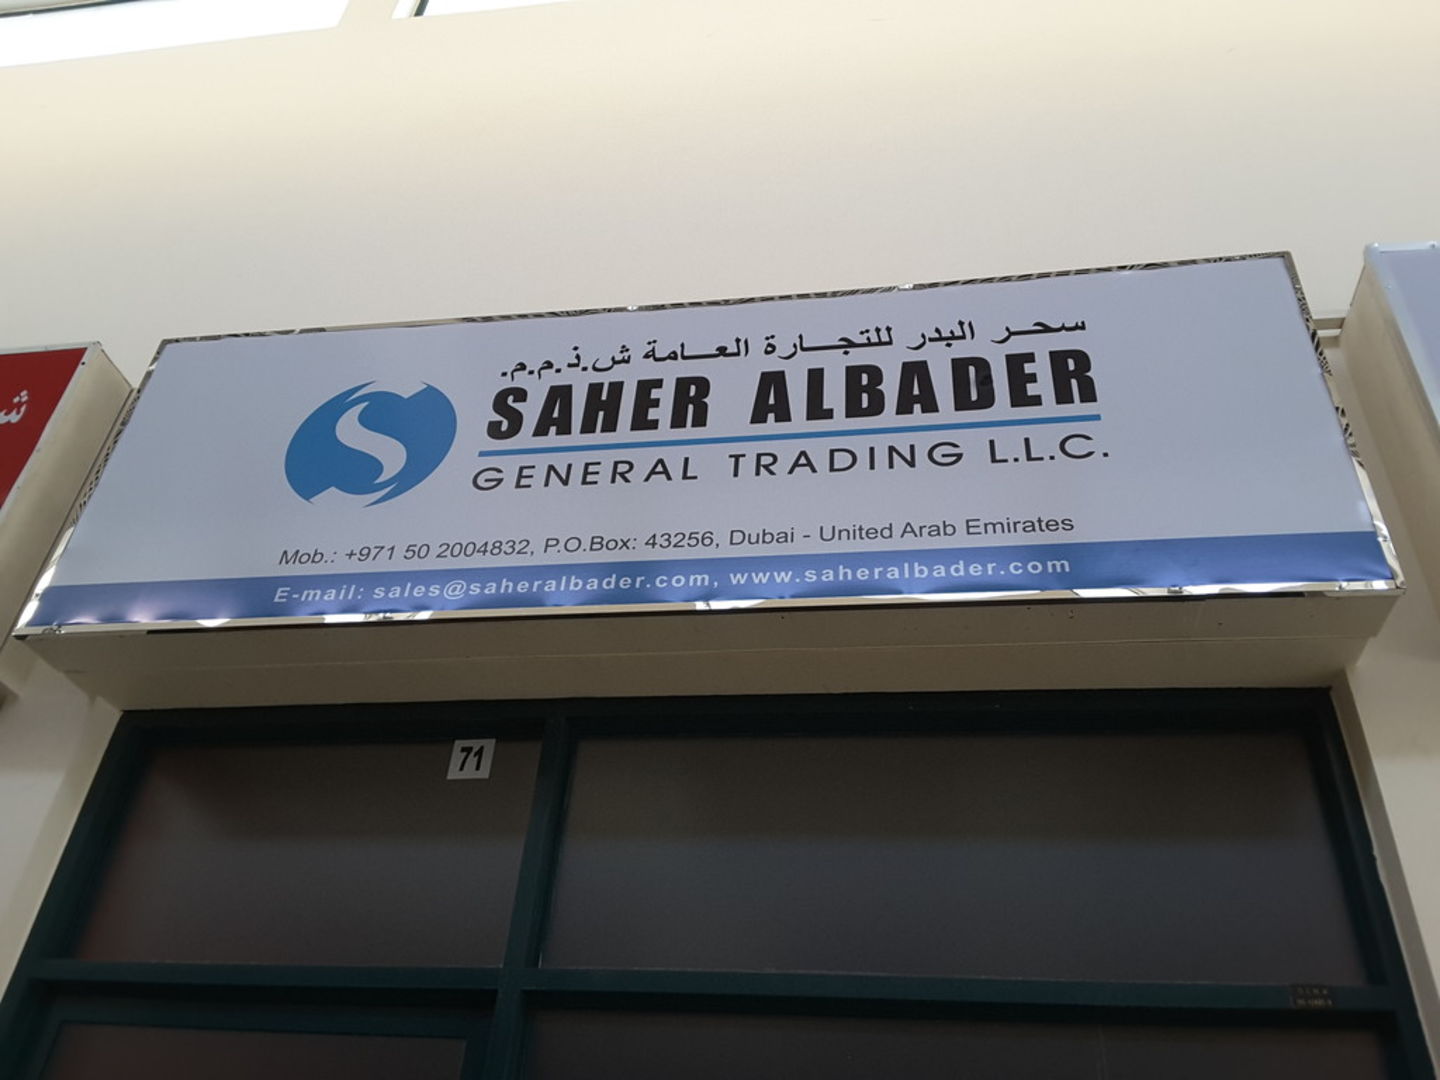 سحر البدر للتجارة العامة ش.ذ.م.م.
SAHER ALBADER
GENERAL TRADING L.L.C.
Mob.: +971 50 2004832, P.O.Box: 43256, Dubai - United Arab Emirates
E-mail: sales@saheralbader.com, www.saheralbader.com
71